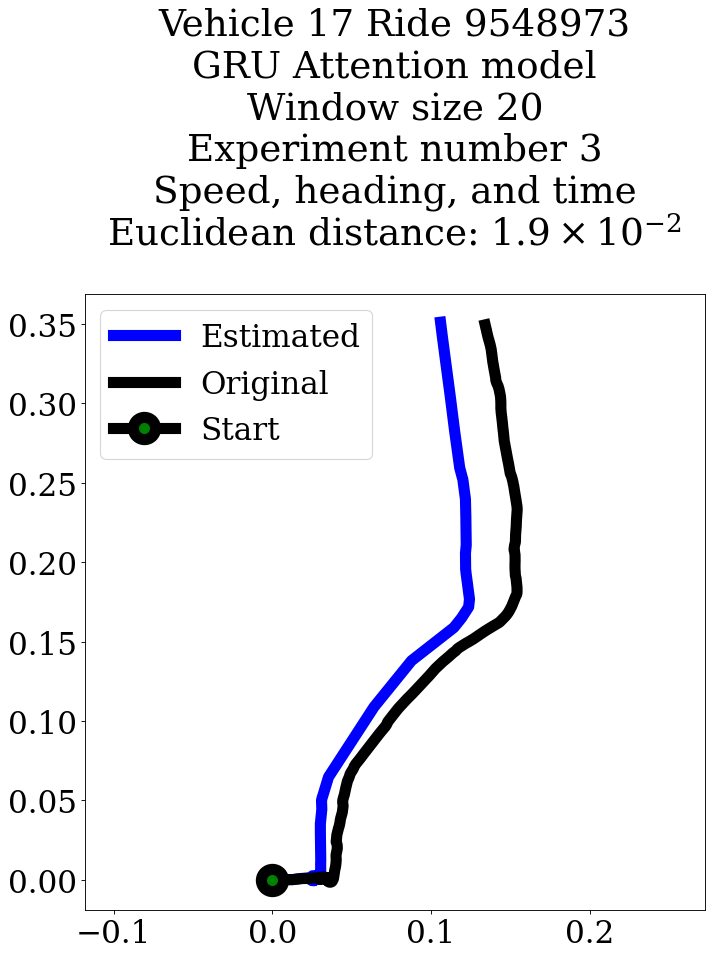 Vehicle 17 Ride 9548973
GRU Attention model
Window size 20
Experiment number 3
Speed, heading, and time
Euclidean distance: 1.9 × 10⁻²
Estimated
Original
Start
0.35
0.30
0.25
0.20
0.15
0.10
0.05
0.00
−0.1
0.0
0.1
0.2